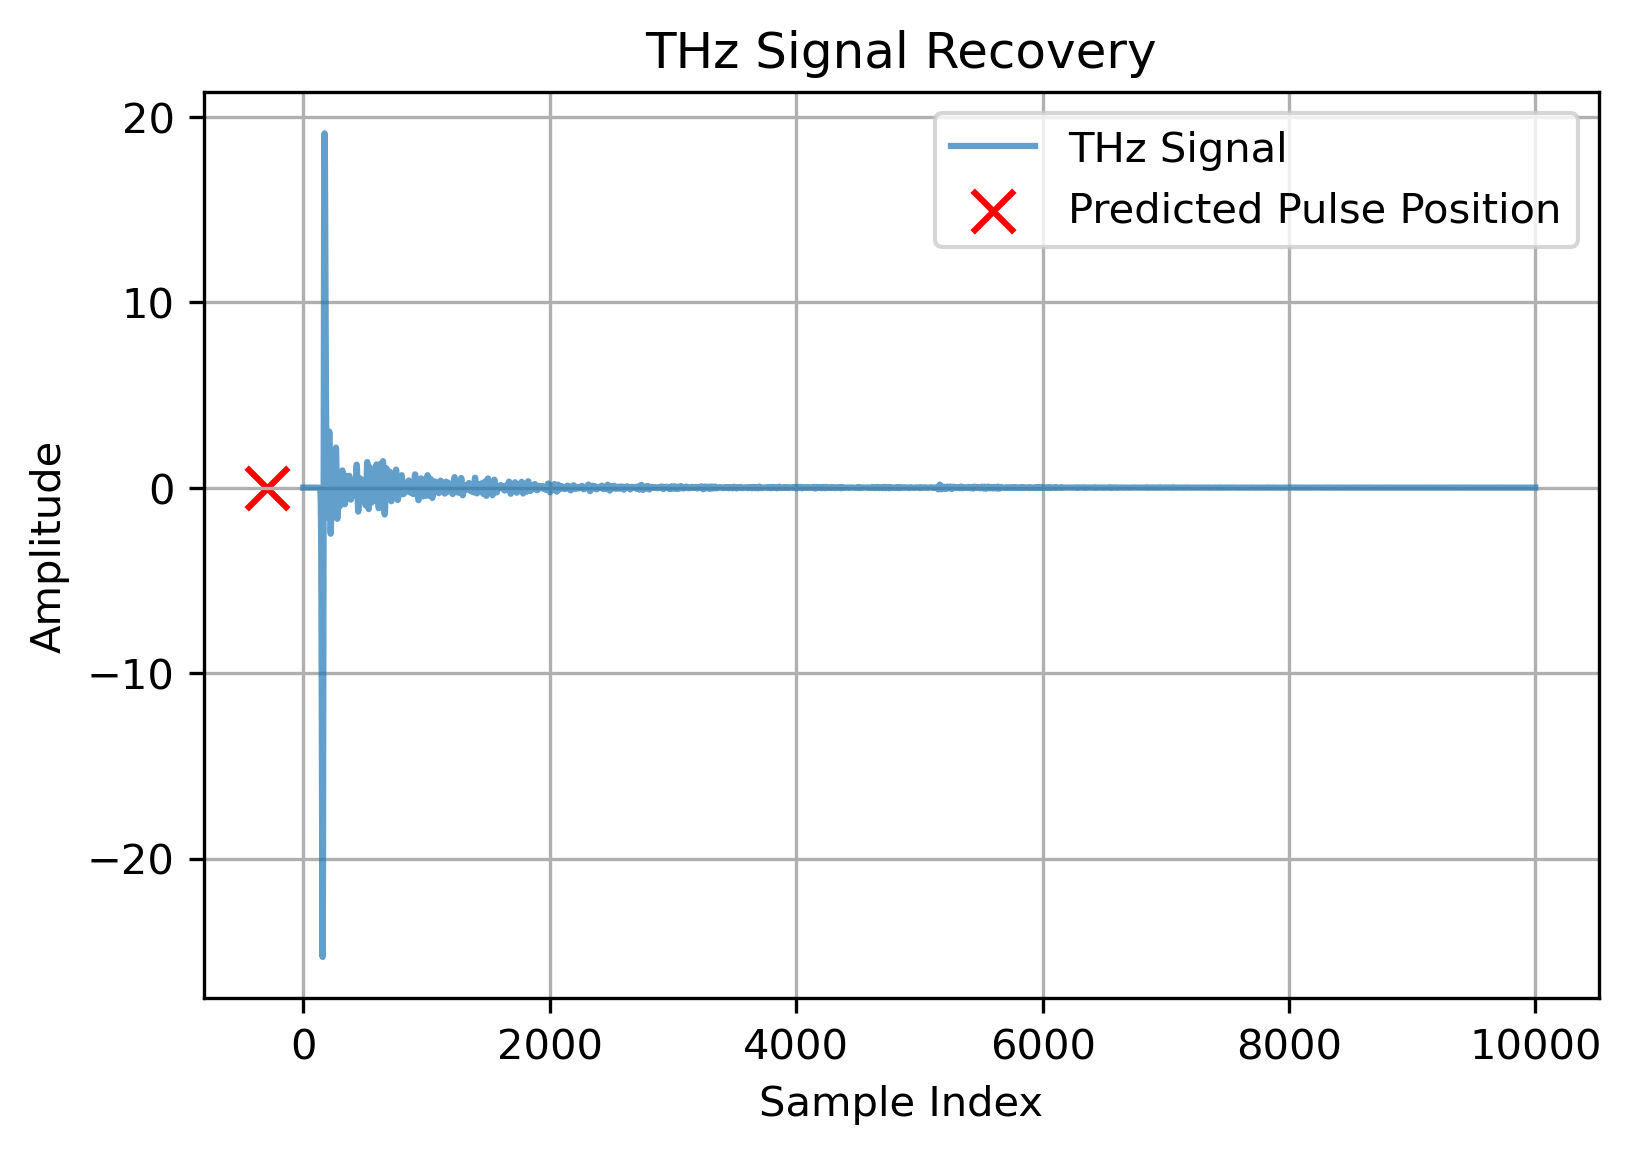 THz Signal Recovery
THz Signal
Predicted Pulse Position
Amplitude
20
10
0
−10
−20
0 2000 4000 6000 8000 10000
Sample Index